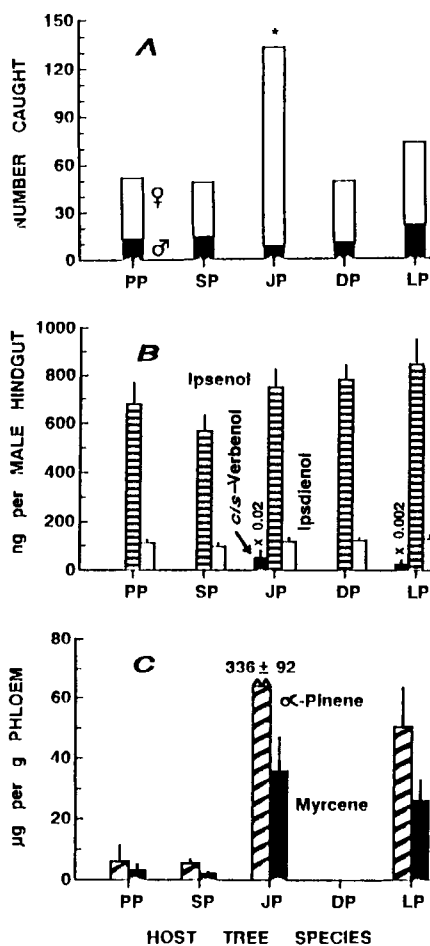 A
*
NUMBER CAUGHT
150
120
90
60
30
0
♀
♂
PP SP JP DP LP
B
ng per MALE HINDGUT
1000
800
600
400
200
0
Ipsenol
cis-Verbenol
x 0.02
Ipsdienol
x 0.002
PP SP JP DP LP
C
µg per g PHLOEM
80
60
40
20
0
336 ± 92
∝-Pinene
Myrcene
PP SP JP DP LP
HOST TREE SPECIES